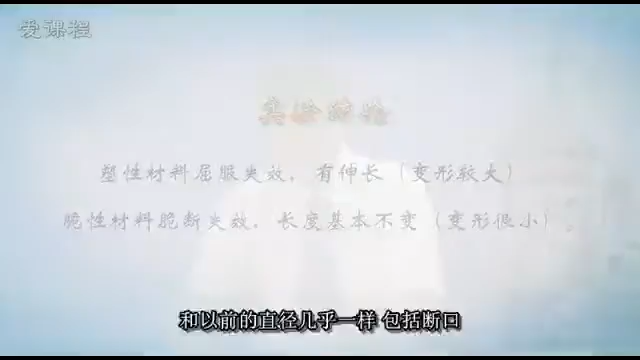 爱课程
实验结论
塑性材料屈服失效，有伸长（变形较大）
脆性材料脆断失效，长度基本不变（变形很小）。
和以前的直径几乎一样 包括断口